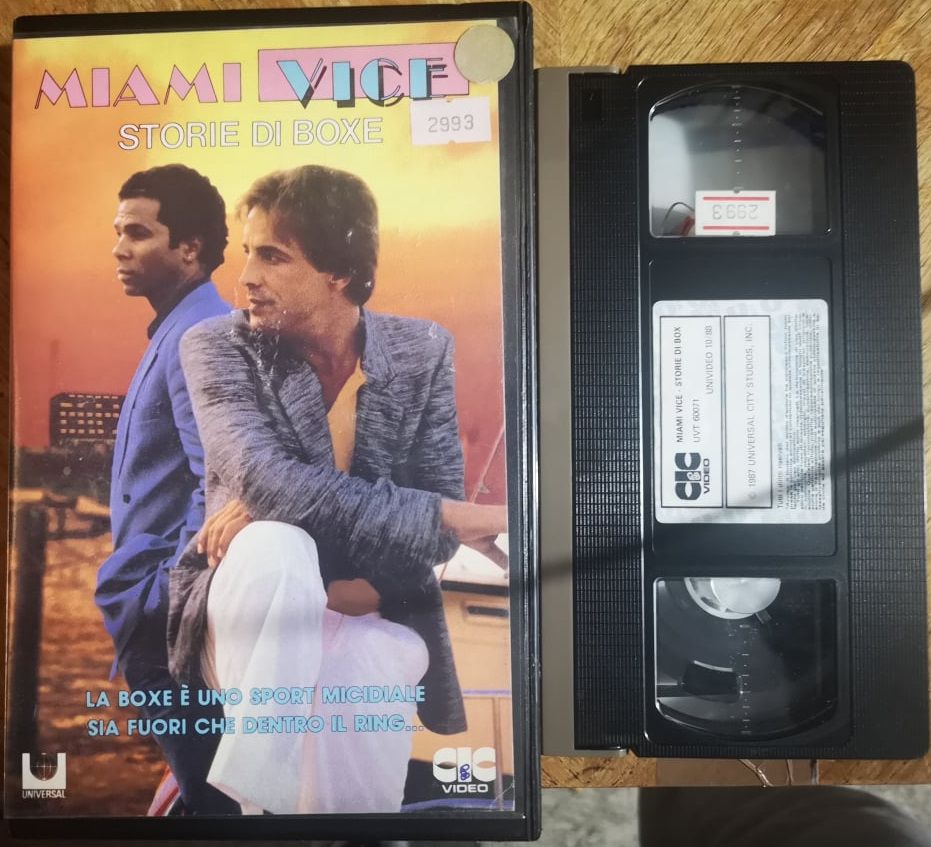 MIAMI VICE
STORIE DI BOXE
2993
LA BOXE È UNO SPORT MICIDIALE
SIA FUORI CHE DENTRO IL RING...
UNIVERSAL
CIC
VIDEO
2993
CIC
VIDEO
MIAMI VICE - STORIE DI BOX
UVT 60071
UNIVIDEO 10/88
© 1987 UNIVERSAL CITY STUDIOS, INC.